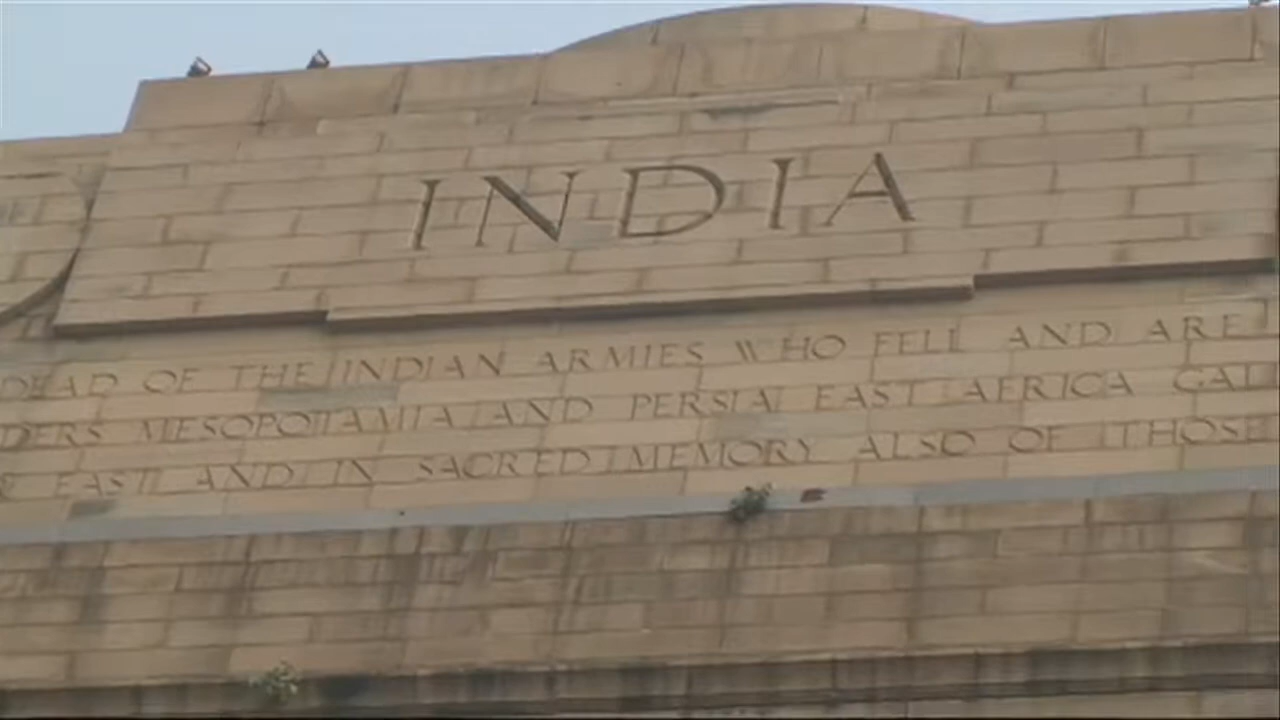 INDIA
DEAD OF THE INDIAN ARMIES WHO FELL AND ARE
DERS MESOPOTAMIA AND PERSIA EAST AFRICA GAL
R EAST AND IN SACRED MEMORY ALSO OF THOSE